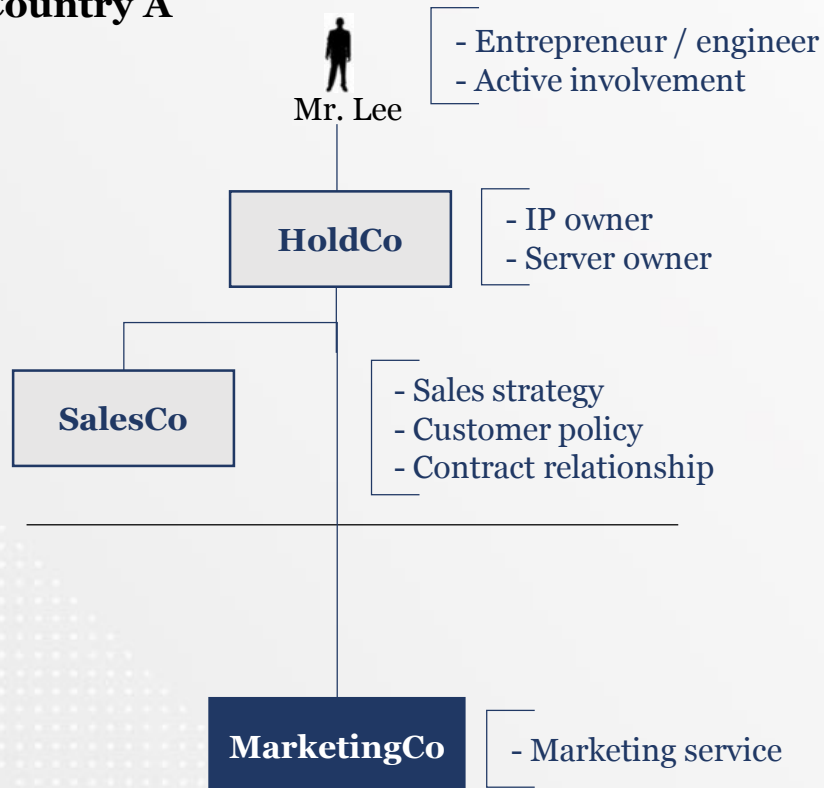 Country A
- Entrepreneur / engineer
- Active involvement
Mr. Lee
HoldCo
- IP owner
- Server owner
SalesCo
- Sales strategy
- Customer policy
- Contract relationship
MarketingCo
- Marketing service